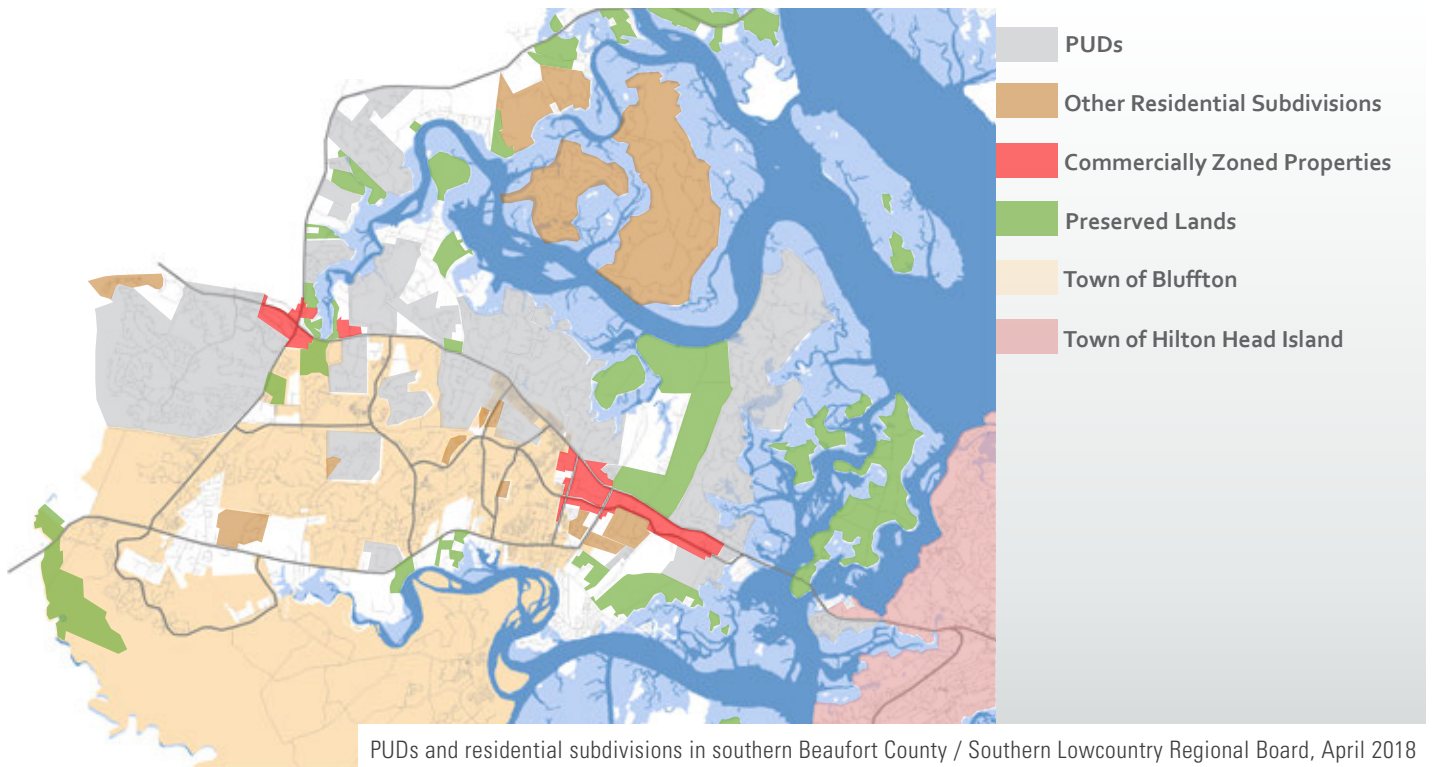 PUDs
Other Residential Subdivisions
Commercially Zoned Properties
Preserved Lands
Town of Bluffton
Town of Hilton Head Island
PUDs and residential subdivisions in southern Beaufort County / Southern Lowcountry Regional Board, April 2018